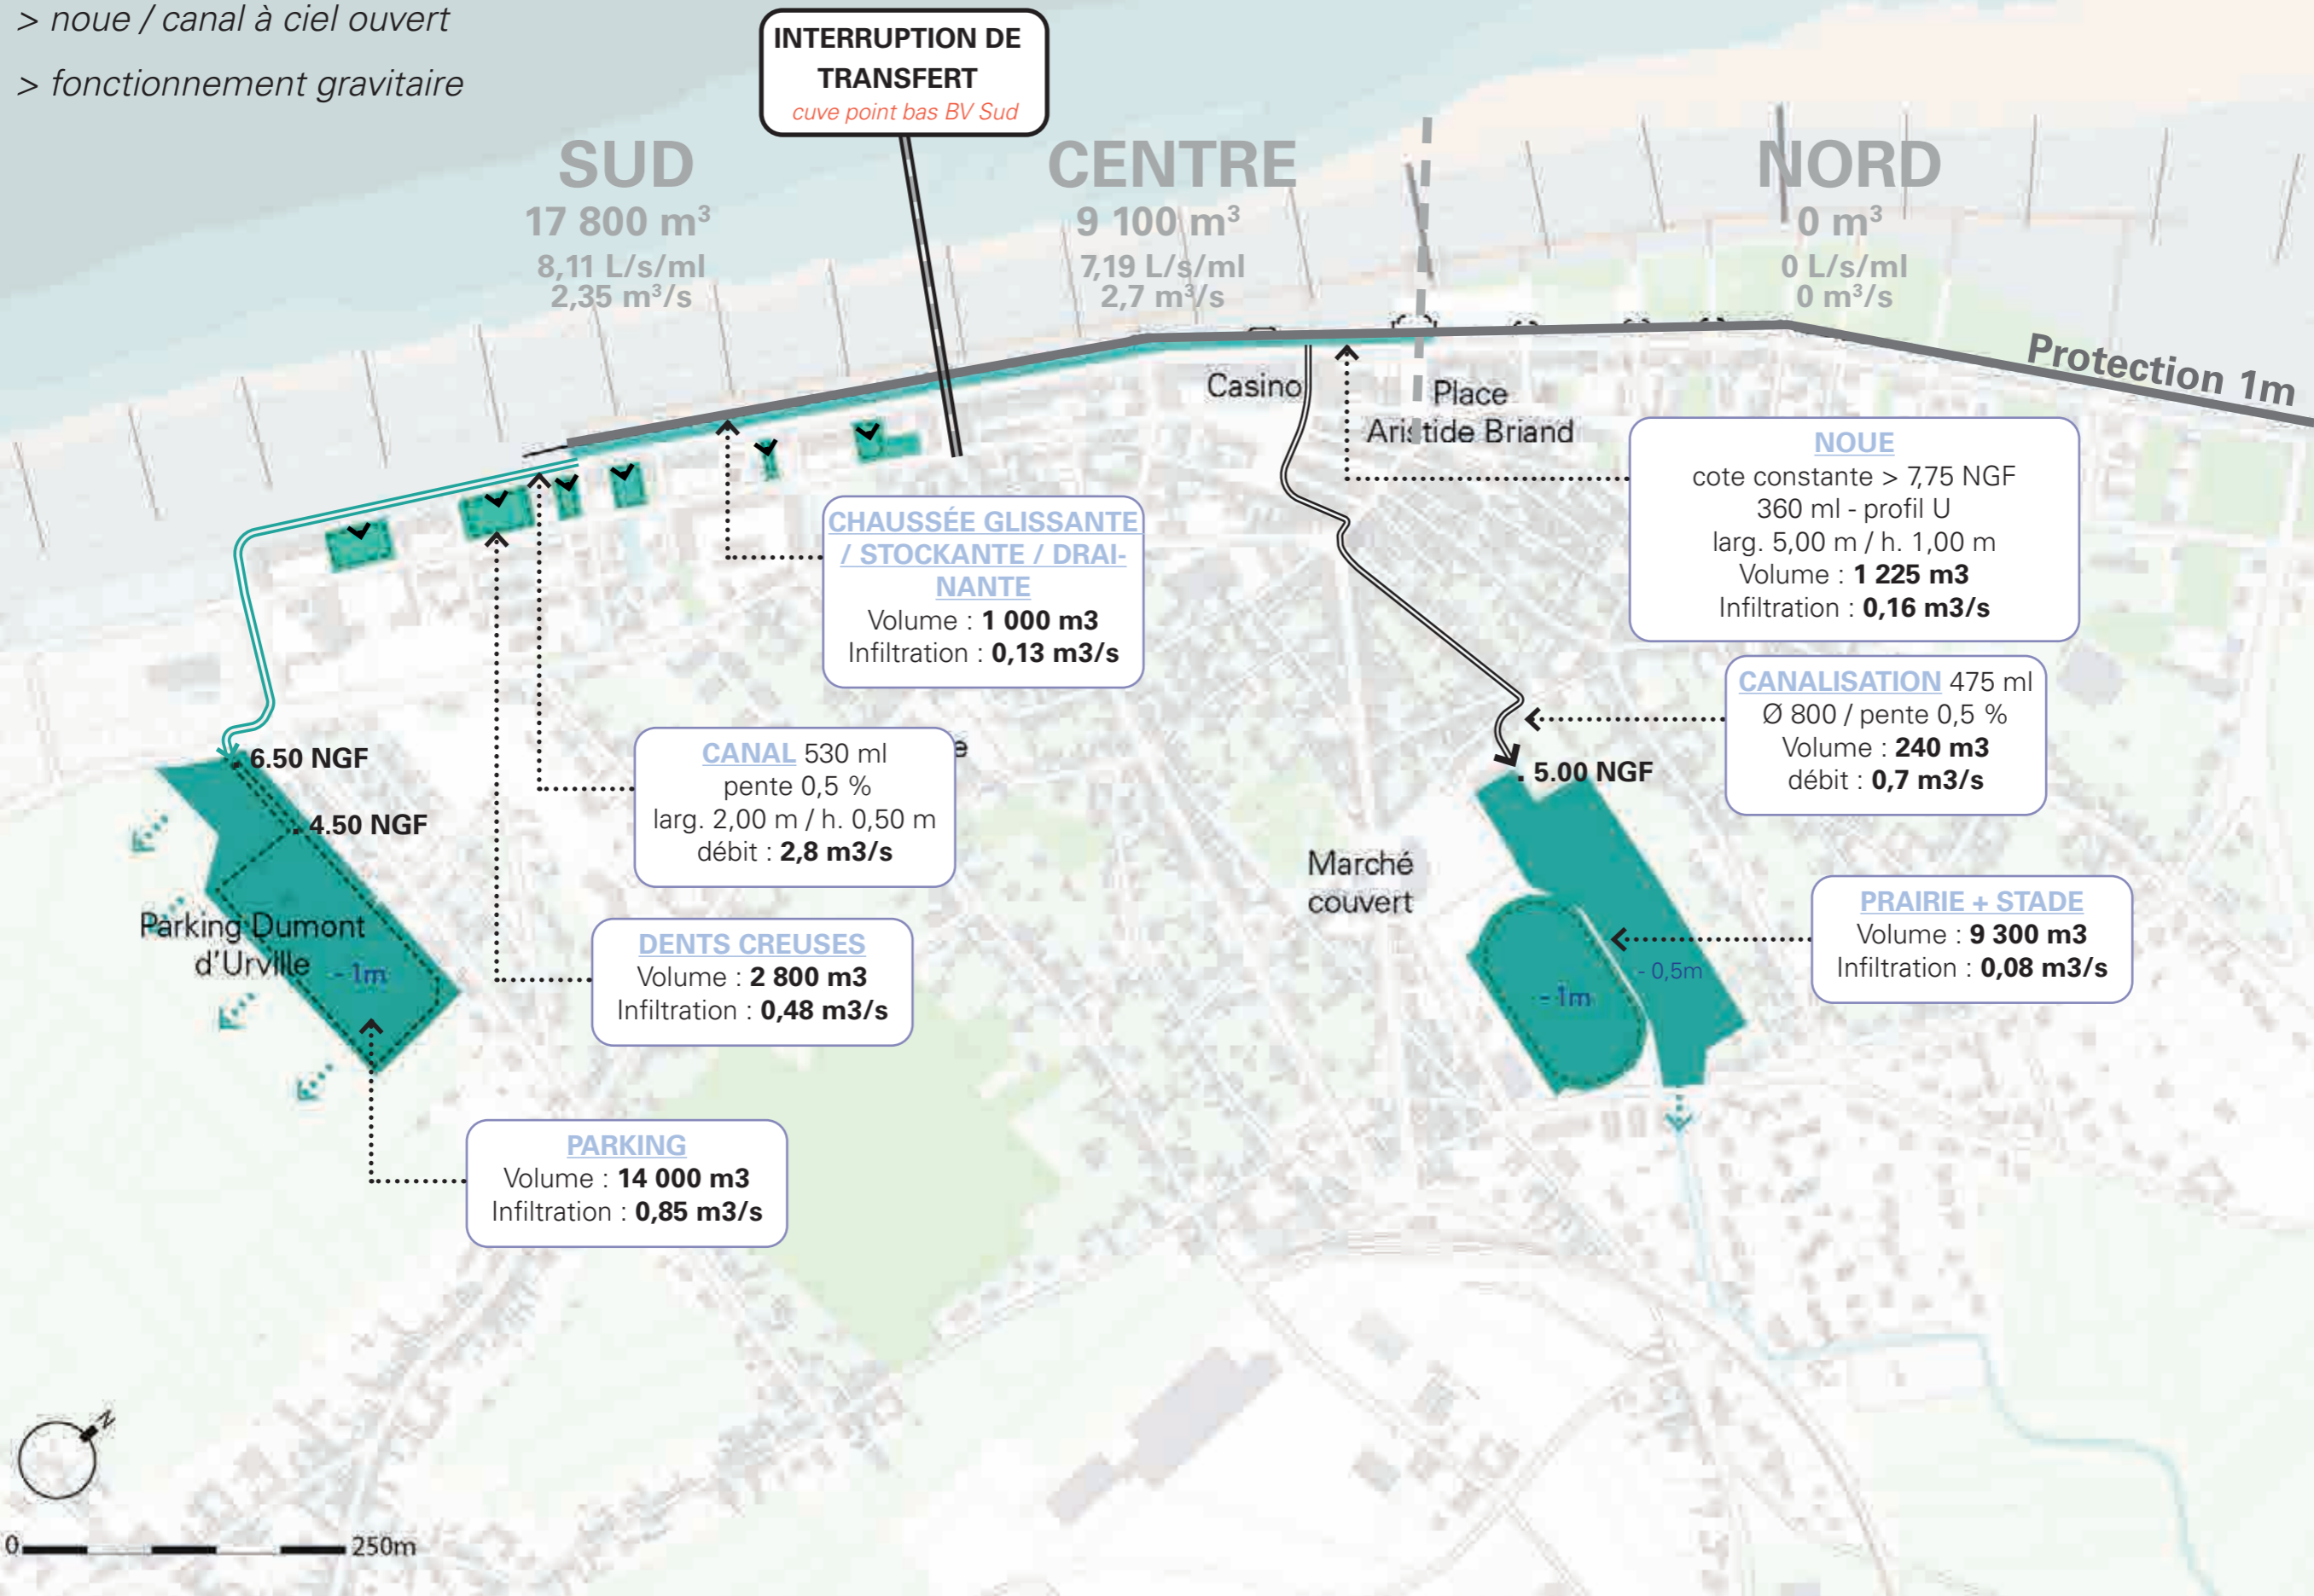 > noue / canal à ciel ouvert
> fonctionnement gravitaire
INTERRUPTION DE
TRANSFERT
cuve point bas BV Sud
SUD
17 800 m³
8,11 L/s/ml
2,35 m³/s
CENTRE
9 100 m³
7,19 L/s/ml
2,7 m³/s
NORD
0 m³
0 L/s/ml
0 m³/s
Protection 1m
Casino
Place
Aristide Briand
NOUE
cote constante > 7,75 NGF
360 ml - profil U
larg. 5,00 m / h. 1,00 m
Volume : 1 225 m3
Infiltration : 0,16 m3/s
CHAUSSÉE GLISSANTE
/ STOCKANTE / DRAI-
NANTE
Volume : 1 000 m3
Infiltration : 0,13 m3/s
CANALISATION 475 ml
Ø 800 / pente 0,5 %
Volume : 240 m3
débit : 0,7 m3/s
CANAL 530 ml
pente 0,5 %
larg. 2,00 m / h. 0,50 m
débit : 2,8 m3/s
e
6.50 NGF
4.50 NGF
5.00 NGF
Marché
couvert
Parking Dumont
d'Urville
- 1m
DENTS CREUSES
Volume : 2 800 m3
Infiltration : 0,48 m3/s
PRAIRIE + STADE
Volume : 9 300 m3
Infiltration : 0,08 m3/s
- 0,5m
- 1m
PARKING
Volume : 14 000 m3
Infiltration : 0,85 m3/s
N
0
250m